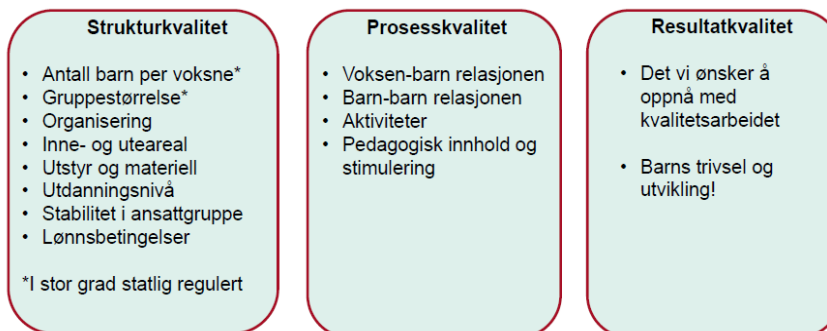 Strukturkvalitet
• Antall barn per voksne*
• Gruppestørrelse*
• Organisering
• Inne- og uteareal
• Utstyr og materiell
• Utdanningsnivå
• Stabilitet i ansattgruppe
• Lønnsbetingelser
*I stor grad statlig regulert
Prosesskvalitet
• Voksen-barn relasjonen
• Barn-barn relasjonen
• Aktiviteter
• Pedagogisk innhold og
stimulering
Resultatkvalitet
• Det vi ønsker å
oppnå med
kvalitetsarbeidet
• Barns trivsel og
utvikling!